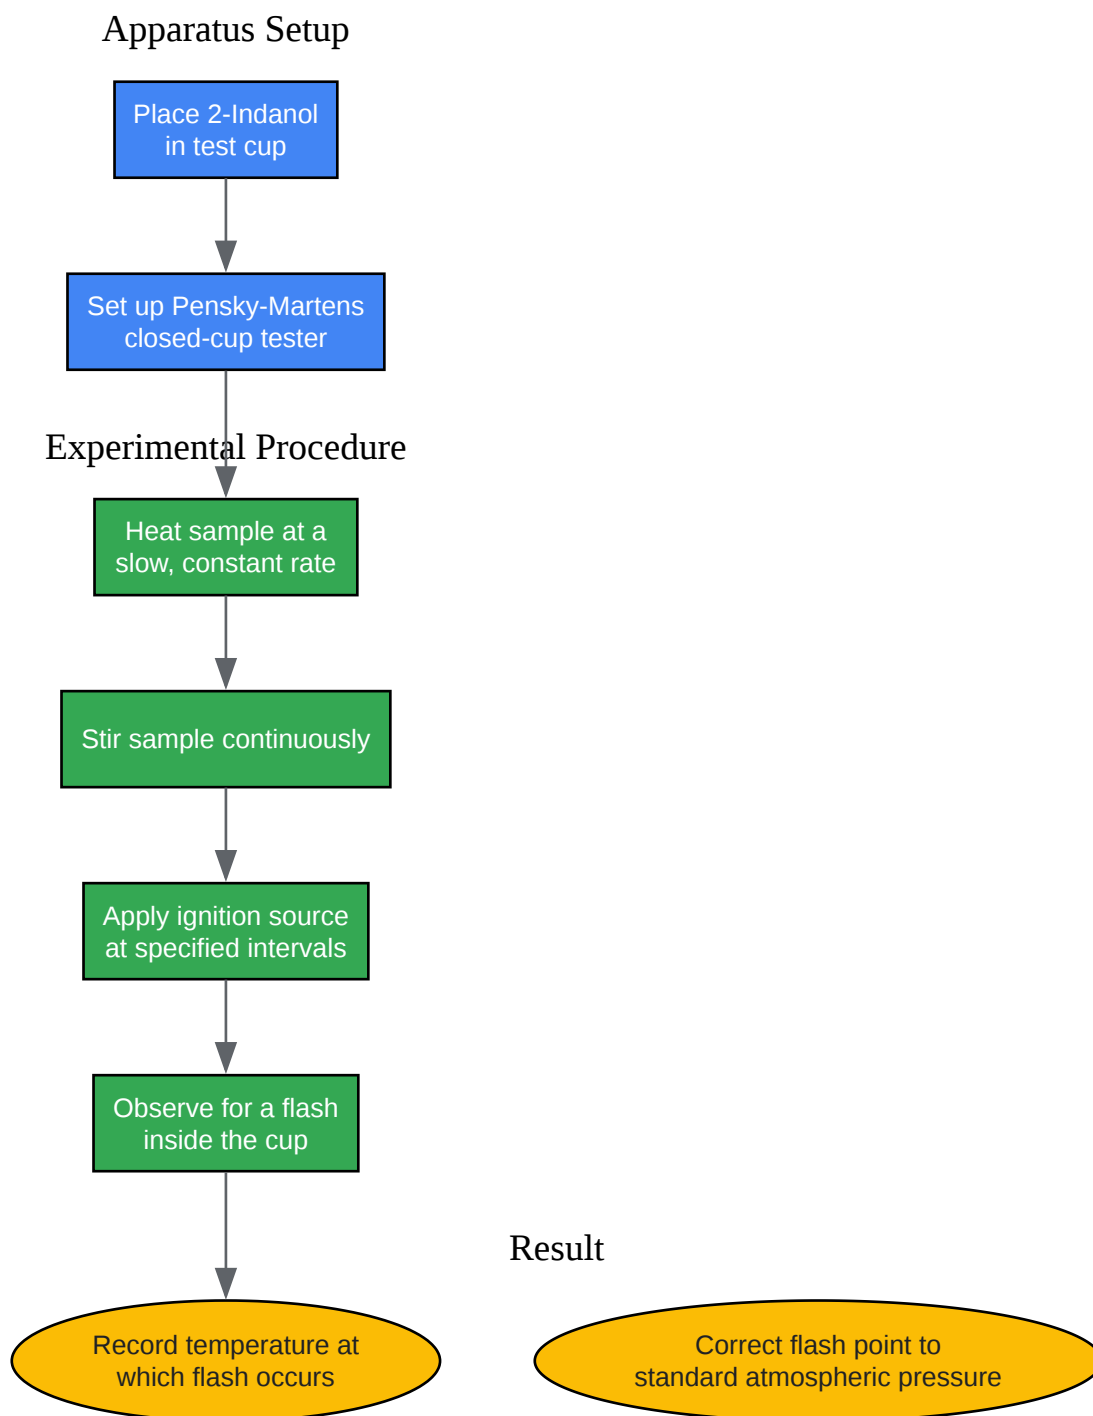 Apparatus Setup
Place 2-Indanol
in test cup
Set up Pensky-Martens
closed-cup tester
Experimental Procedure
Heat sample at a
slow, constant rate
Stir sample continuously
Apply ignition source
at specified intervals
Observe for a flash
inside the cup
Result
Record temperature at
which flash occurs
Correct flash point to
standard atmospheric pressure